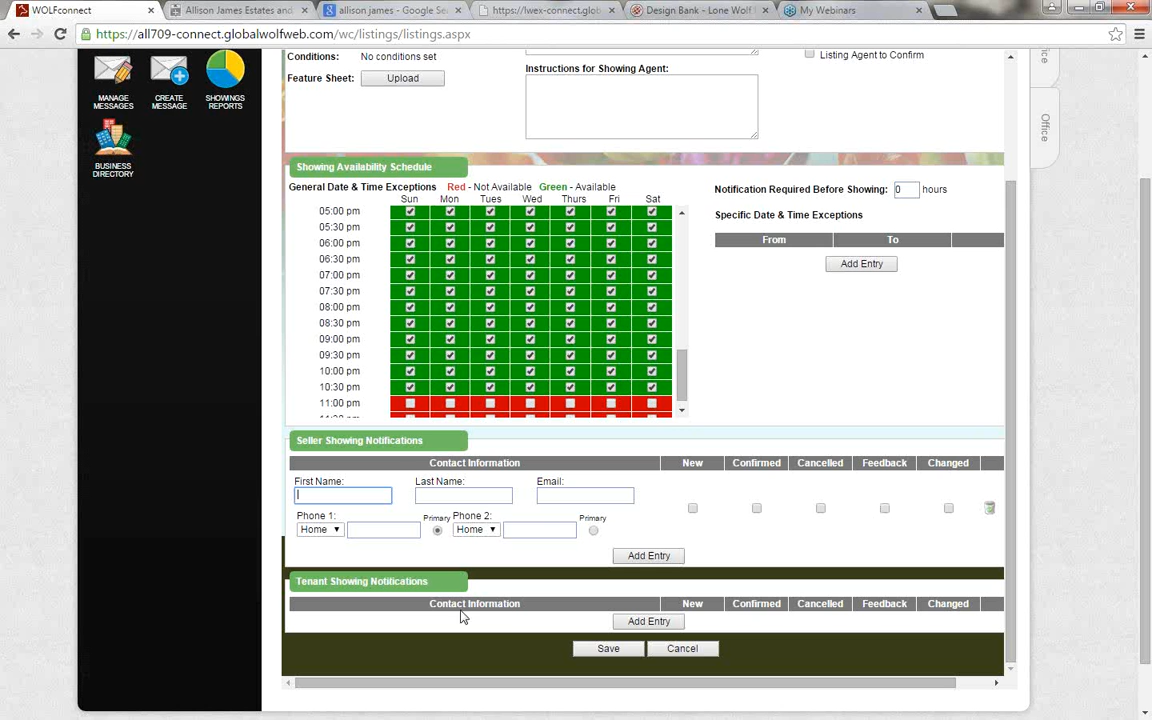 WOLFconnect
Allison James Estates and
allison james - Google Se
https://lwex-connect.glob
Design Bank - Lone Wolf
My Webinars
https://all709-connect.globalwolfweb.com/wc/listings/listings.aspx
MANAGE MESSAGES
CREATE MESSAGE
SHOWINGS REPORTS
BUSINESS DIRECTORY
Conditions: No conditions set
Feature Sheet: Upload
Instructions for Showing Agent:
Listing Agent to Confirm
Office
Showing Availability Schedule
General Date & Time Exceptions Red - Not Available Green - Available
Sun Mon Tues Wed Thurs Fri Sat
05:00 pm
05:30 pm
06:00 pm
06:30 pm
07:00 pm
07:30 pm
08:00 pm
08:30 pm
09:00 pm
09:30 pm
10:00 pm
10:30 pm
11:00 pm
Notification Required Before Showing: 0 hours
Specific Date & Time Exceptions
From To
Add Entry
Seller Showing Notifications
Contact Information New Confirmed Cancelled Feedback Changed
First Name: Last Name: Email:
Phone 1: Primary Phone 2: Primary
Home Home
Add Entry
Tenant Showing Notifications
Contact Information New Confirmed Cancelled Feedback Changed
Add Entry
Save Cancel